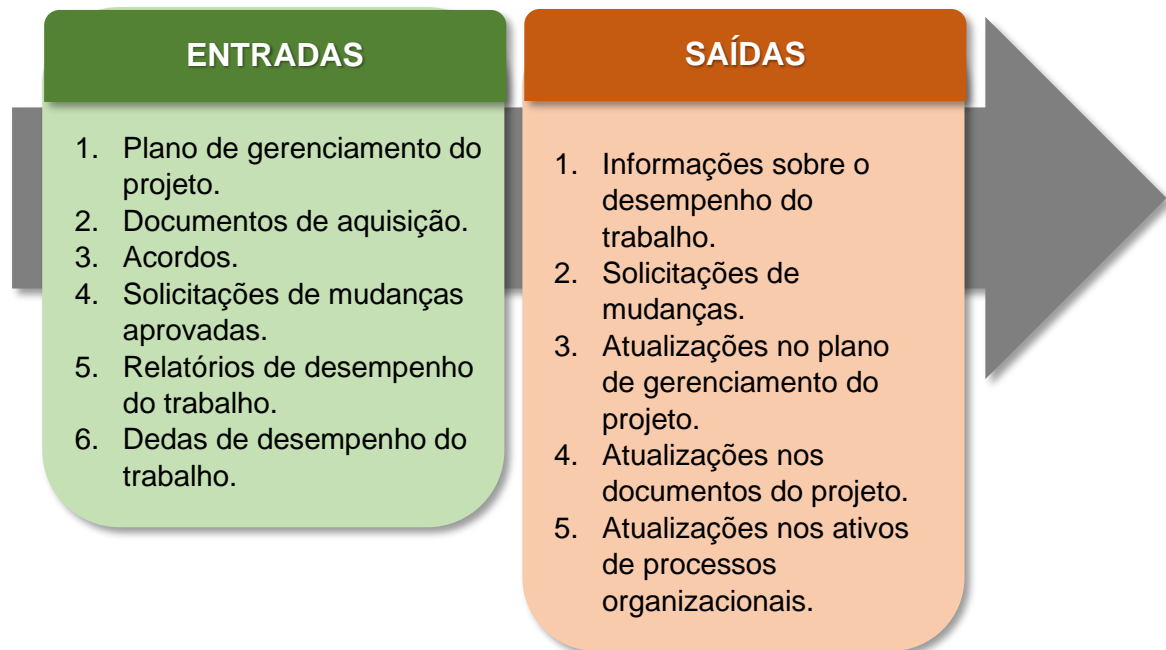 ENTRADAS
1. Plano de gerenciamento do
projeto.
2. Documentos de aquisição.
3. Acordos.
4. Solicitações de mudanças
aprovadas.
5. Relatórios de desempenho
do trabalho.
6. Dedas de desempenho do
trabalho.
SAÍDAS
1. Informações sobre o
desempenho do
trabalho.
2. Solicitações de
mudanças.
3. Atualizações no plano
de gerenciamento do
projeto.
4. Atualizações nos
documentos do projeto.
5. Atualizações nos ativos
de processos
organizacionais.